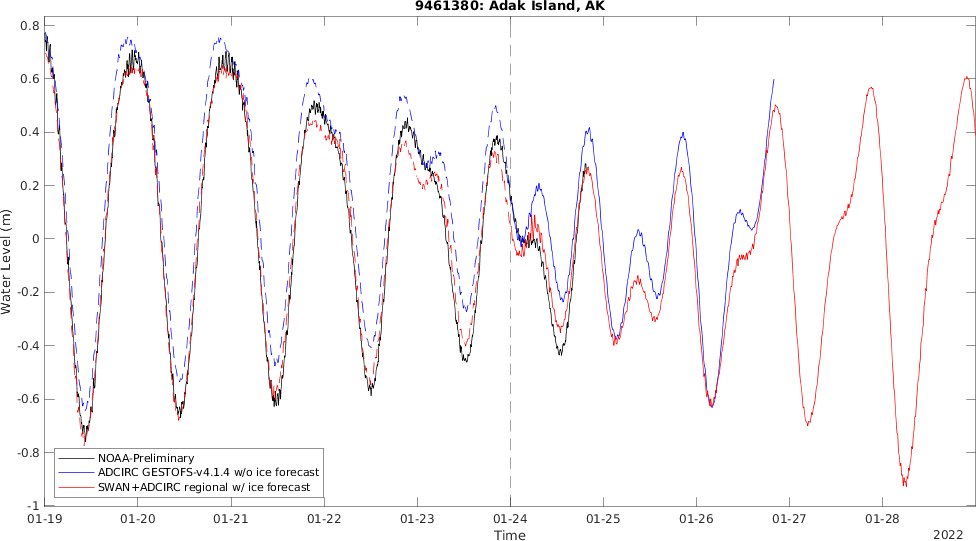 9461380: Adak Island, AK
0.8
0.6
0.4
0.2
0
-0.2
-0.4
-0.6
-0.8
-1
Water Level (m)
NOAA-Preliminary
ADCIRC GESTOFS-v4.1.4 w/o ice forecast
SWAN+ADCIRC regional w/ ice forecast
01-19 01-20 01-21 01-22 01-23 01-24 01-25 01-26 01-27 01-28
Time
2022